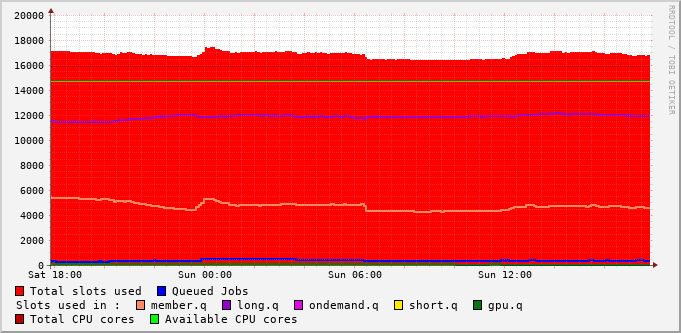 20000
18000
16000
14000
12000
10000
8000
6000
4000
2000
0
Sat 18:00 Sun 00:00 Sun 06:00 Sun 12:00
Total slots used Queued Jobs
Slots used in : member.q long.q ondemand.q short.q gpu.q
Total CPU cores Available CPU cores
RRDTOOL / TOBI OETIKER